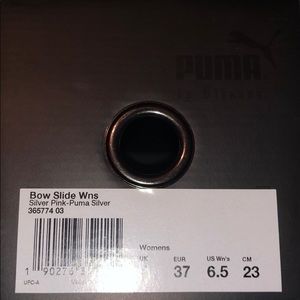 PUMA
Bow Slide Wns
Silver Pink-Puma Silver
365774 03
Womens
UK EUR US Wn's CM
37 6.5 23
UPC-A